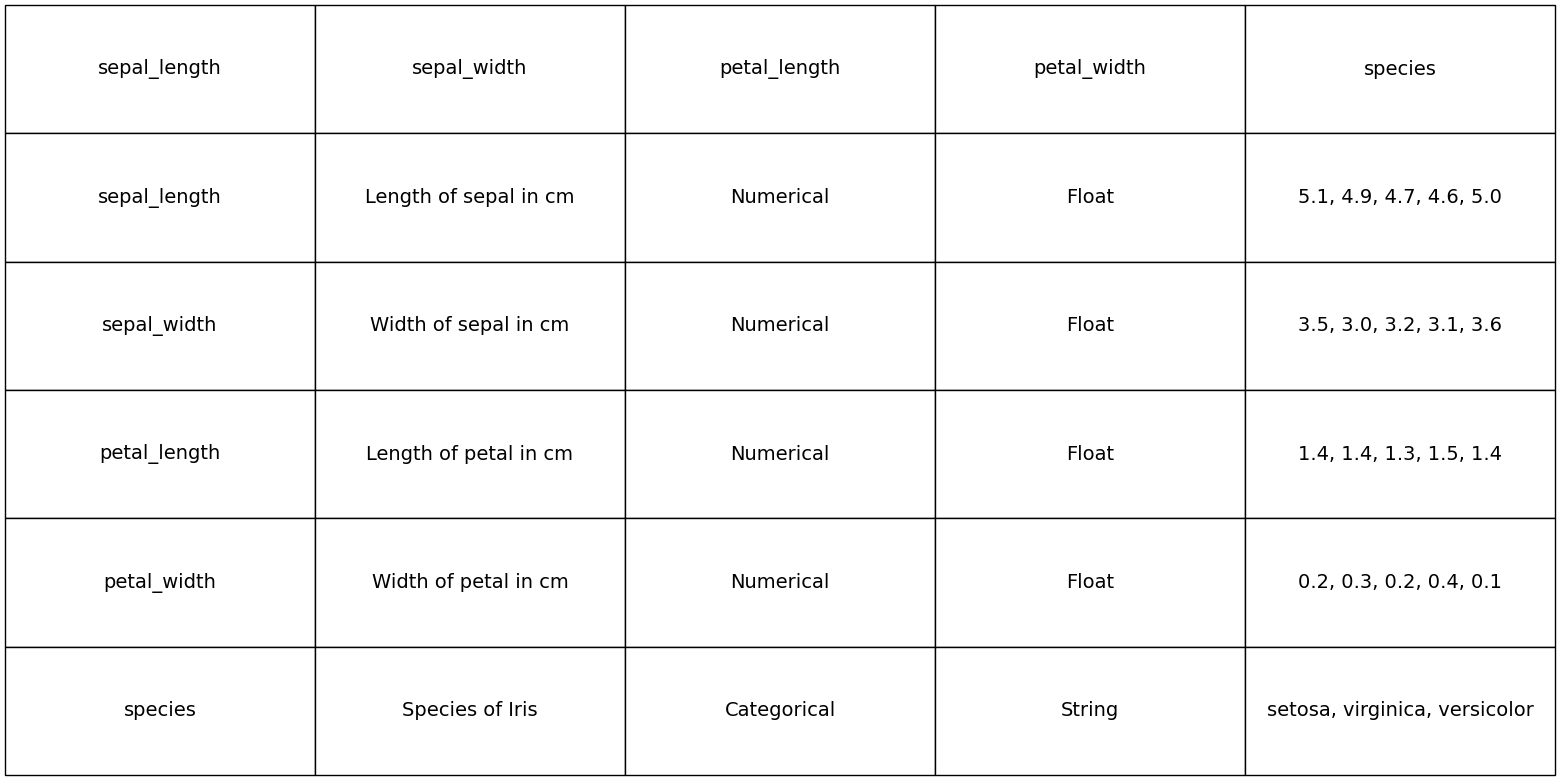 sepal_length sepal_width petal_length petal_width species
sepal_length Length of sepal in cm Numerical Float 5.1, 4.9, 4.7, 4.6, 5.0
sepal_width Width of sepal in cm Numerical Float 3.5, 3.0, 3.2, 3.1, 3.6
petal_length Length of petal in cm Numerical Float 1.4, 1.4, 1.3, 1.5, 1.4
petal_width Width of petal in cm Numerical Float 0.2, 0.3, 0.2, 0.4, 0.1
species Species of Iris Categorical String setosa, virginica, versicolor